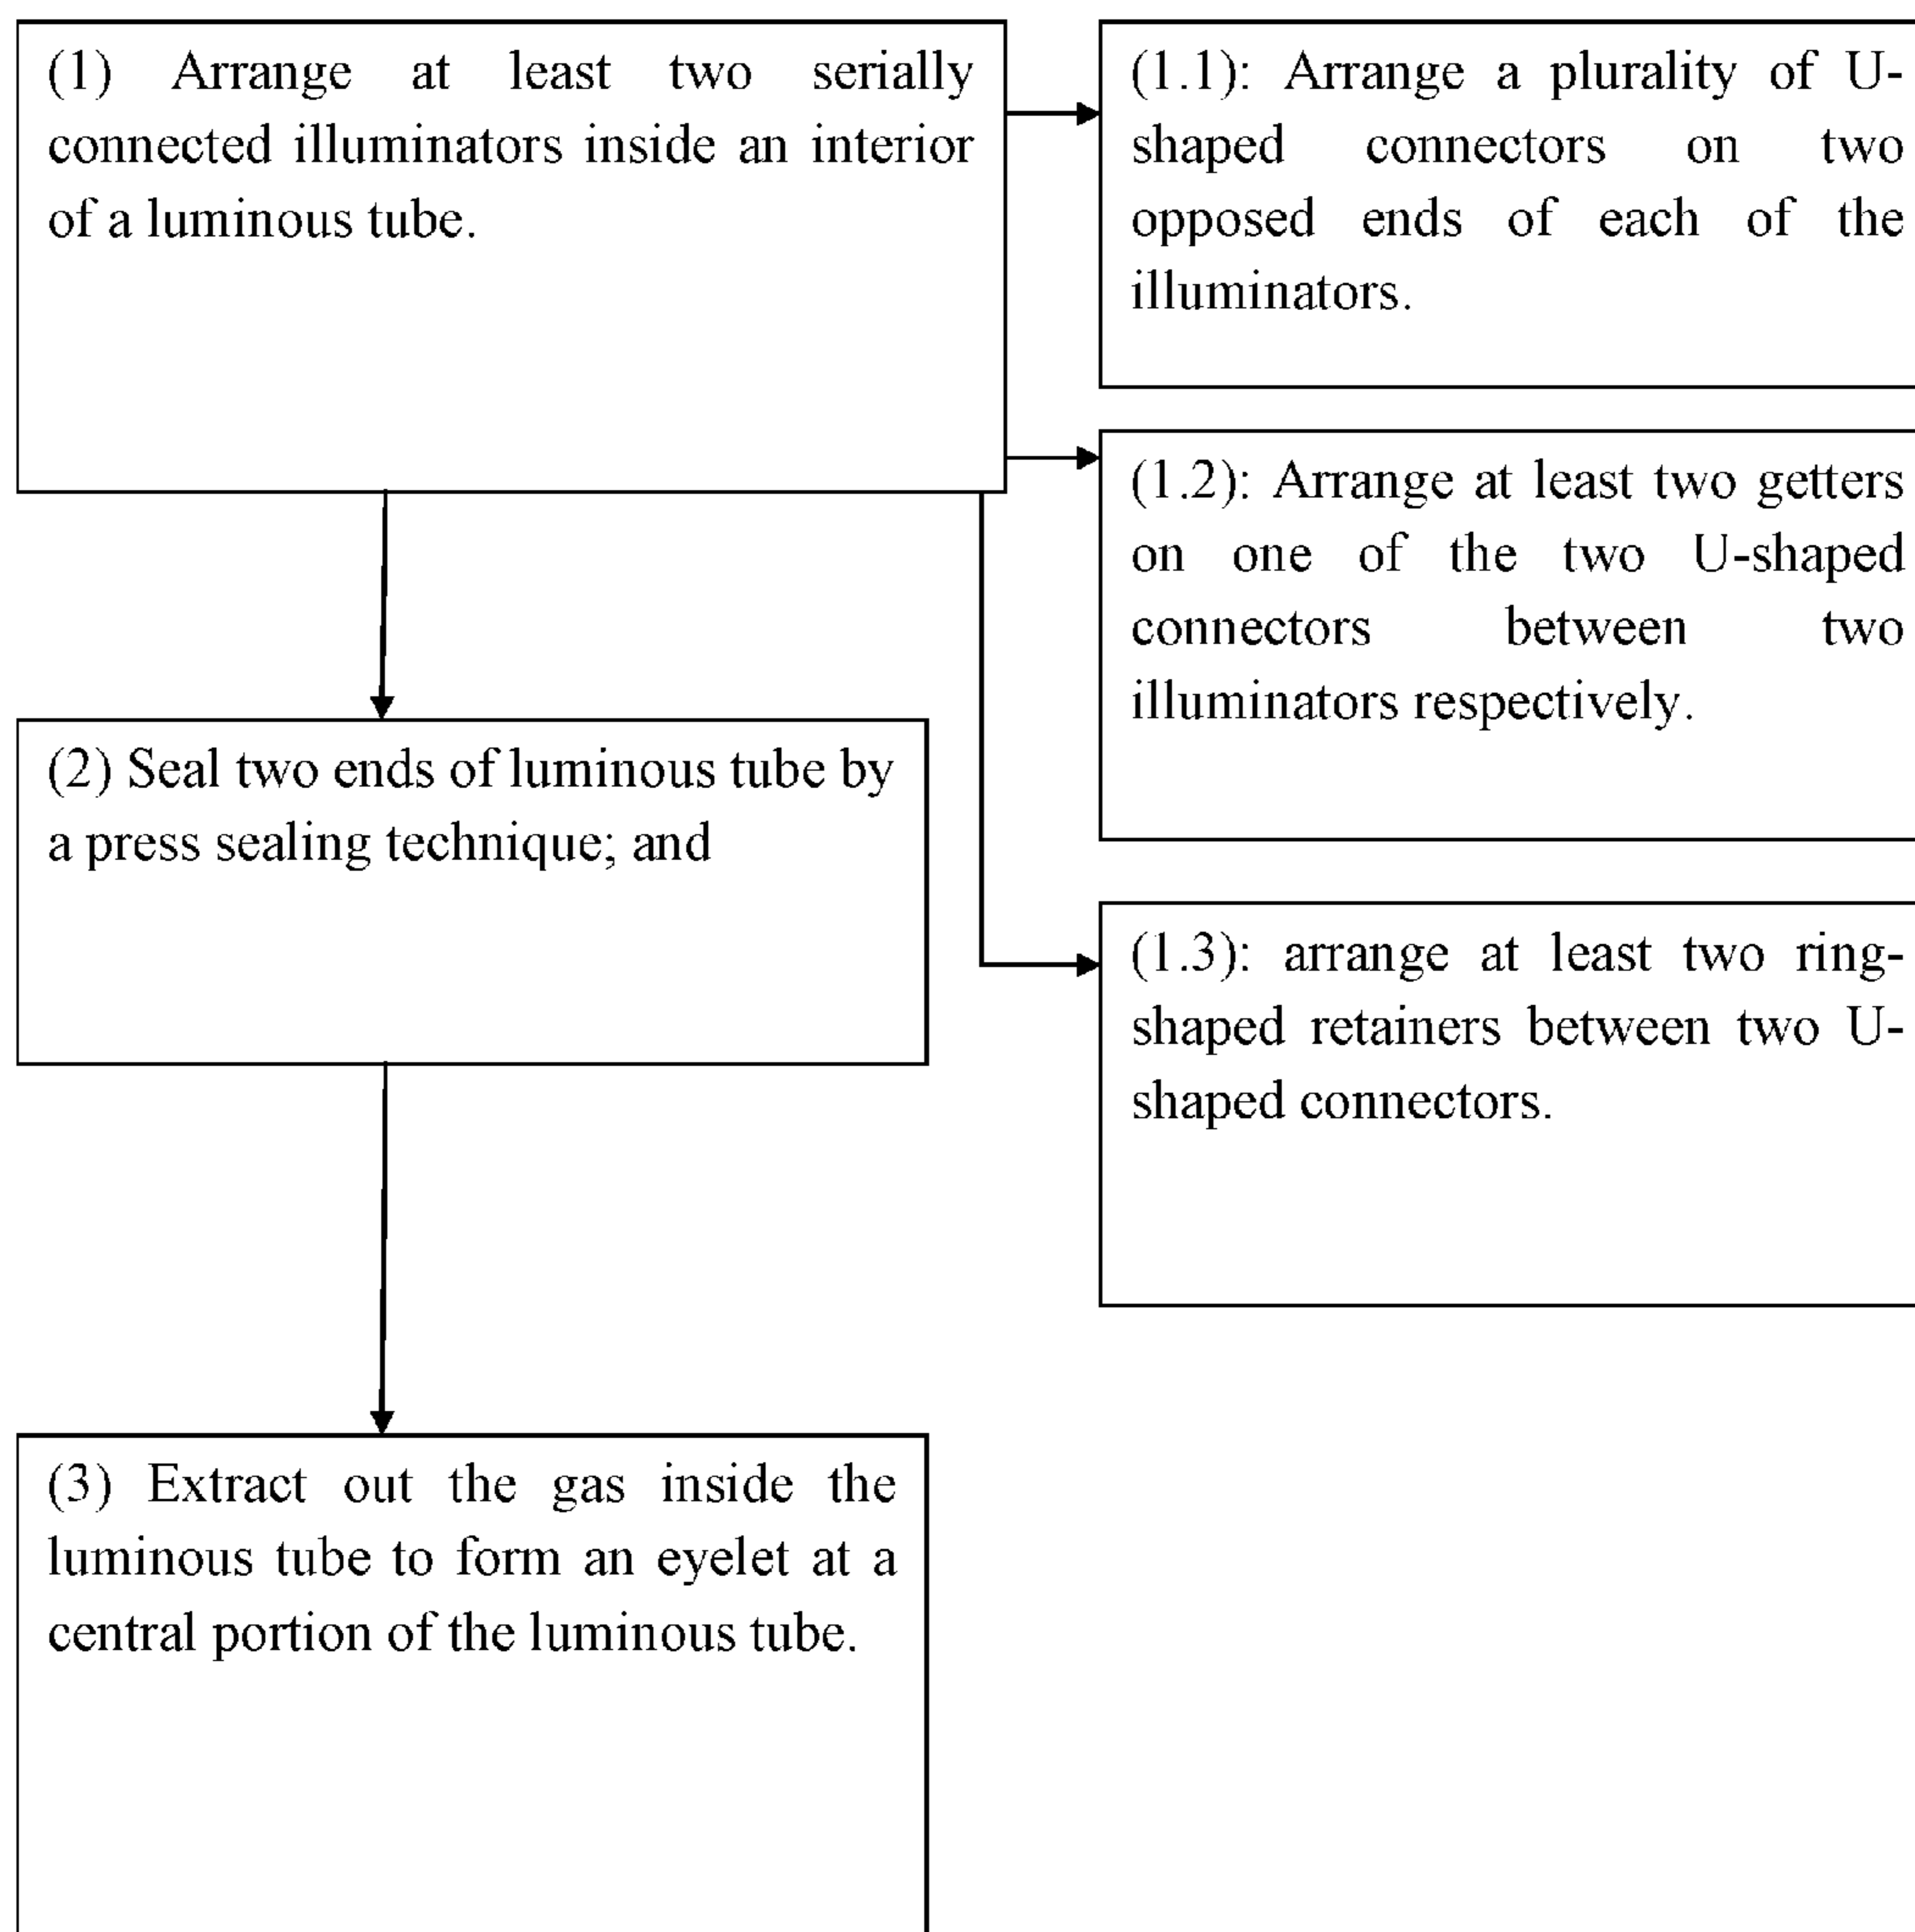 (1) Arrange at least two serially
connected illuminators inside an interior
of a luminous tube.
(1.1): Arrange a plurality of U-
shaped connectors on two
opposed ends of each of the
illuminators.
(1.2): Arrange at least two getters
on one of the two U-shaped
connectors between two
illuminators respectively.
(2) Seal two ends of luminous tube by
a press sealing technique; and
(1.3): arrange at least two ring-
shaped retainers between two U-
shaped connectors.
(3) Extract out the gas inside the
luminous tube to form an eyelet at a
central portion of the luminous tube.